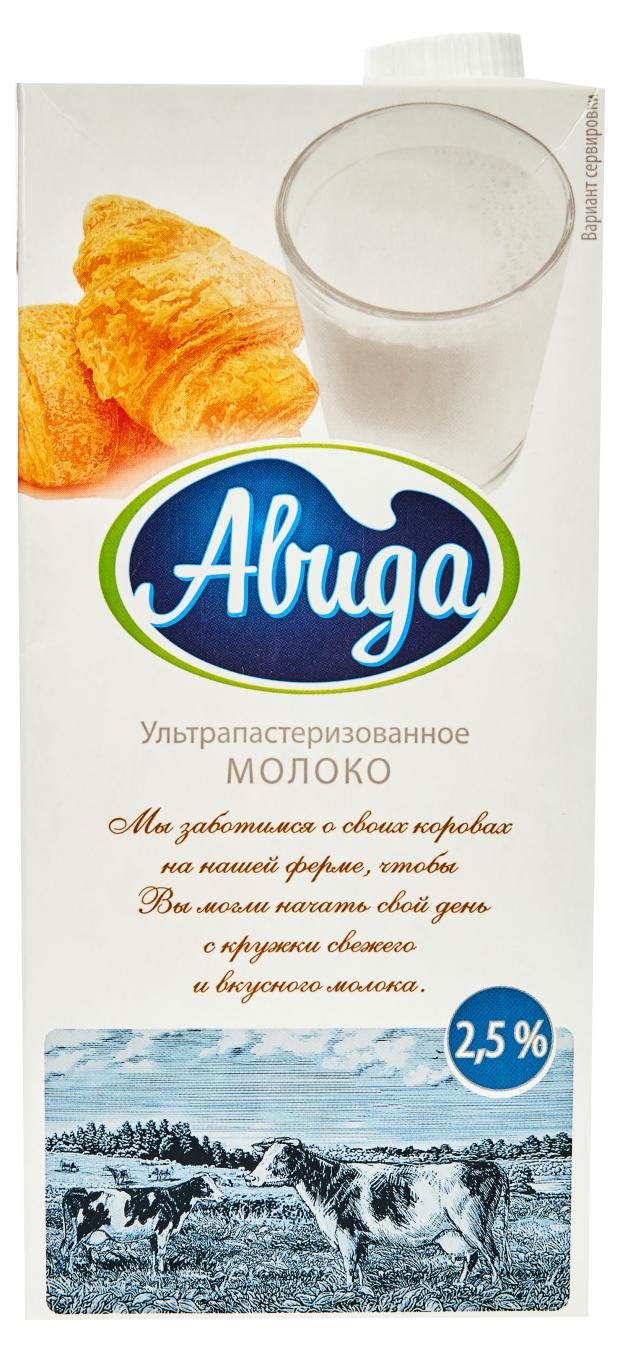 Вариант сервировки
Авида
Ультрапастеризованное
МОЛОКО
Мы заботимся о своих коровах
на нашей ферме, чтобы
Вы могли начать свой день
с кружки свежего
и вкусного молока.
2,5 %